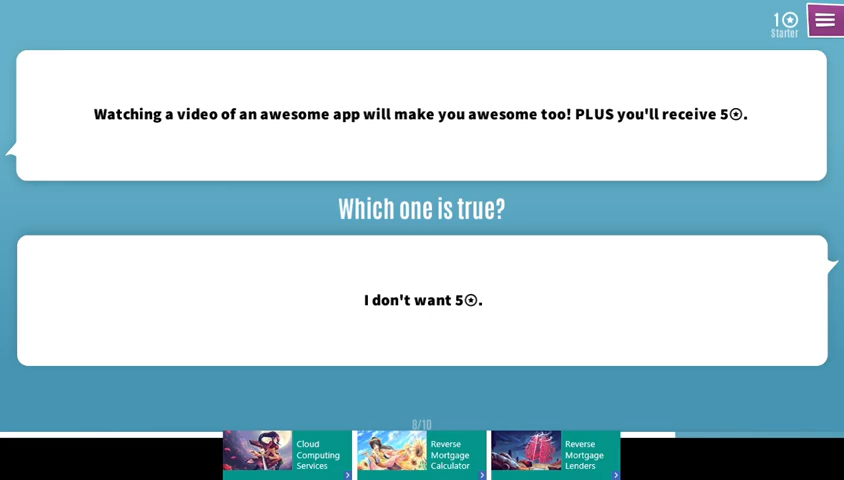 1
Starter
Watching a video of an awesome app will make you awesome too! PLUS you'll receive 5.
Which one is true?
I don't want 5.
8/10
Cloud
Computing
Services
Reverse
Mortgage
Calculator
Reverse
Mortgage
Lenders